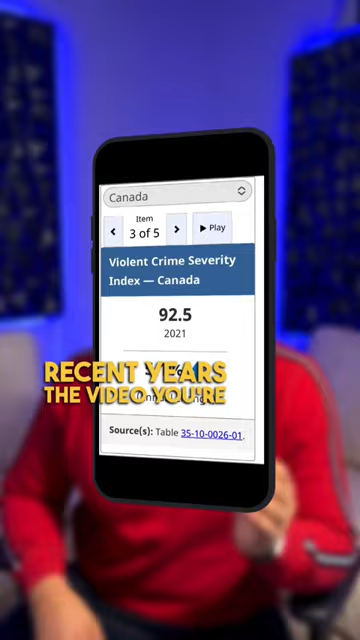 Canada
Item
3 of 5
Play
Violent Crime Severity
Index — Canada
92.5
2021
RECENT YEARS
THE VIDEO YOU'RE
Source(s): Table 35-10-0026-01.